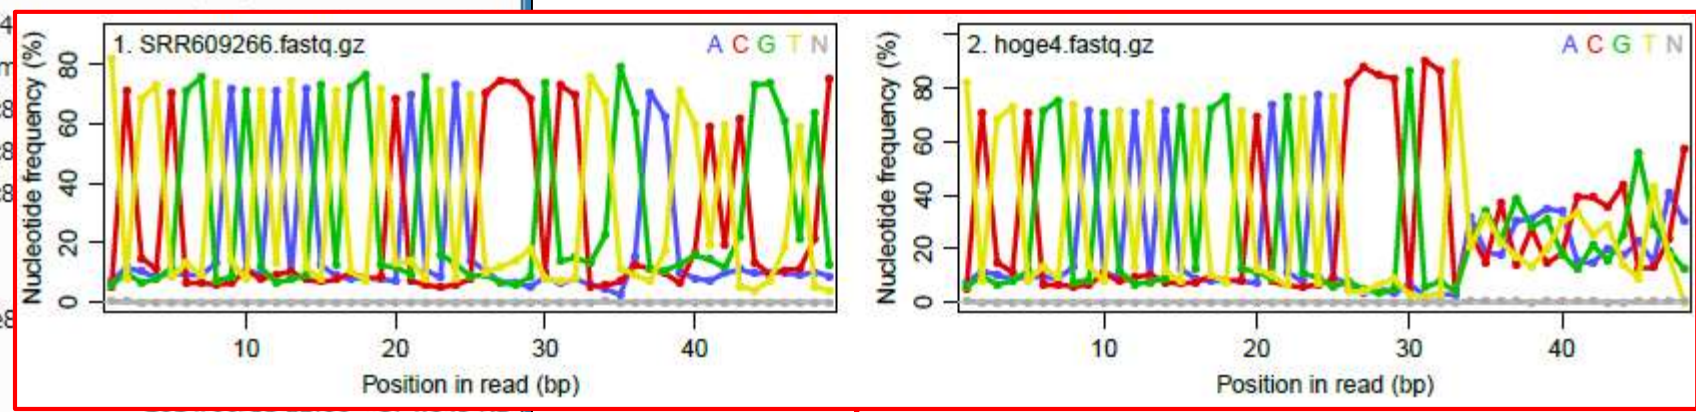 1. SRR609266.fastq.gz
A C G T N
Nucleotide frequency (%)
80
60
40
20
0
10 20 30 40
Position in read (bp)
2. hoge4.fastq.gz
A C G T N
Nucleotide frequency (%)
80
60
40
20
0
10 20 30 40
Position in read (bp)